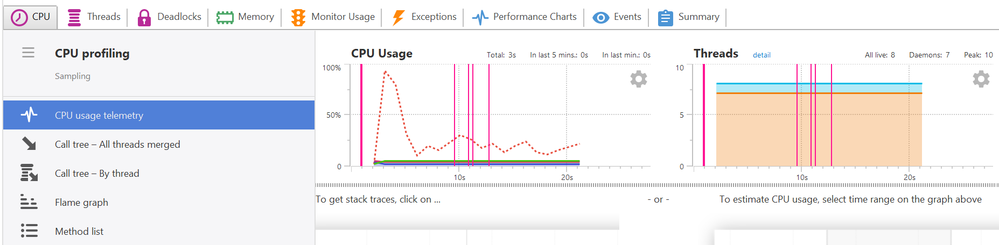 CPU Threads Deadlocks Memory Monitor Usage Exceptions Performance Charts Events Summary
CPU profiling
Sampling
CPU usage telemetry
Call tree – All threads merged
Call tree – By thread
Flame graph
Method list
CPU Usage Total: 3s In last 5 mins.: 0s In last min.: 0s
100%
50%
0
10s 20s
Threads detail All live: 8 Daemons: 7 Peak: 10
10
5
0
10s 20s
To get stack traces, click on ... - or - To estimate CPU usage, select time range on the graph above